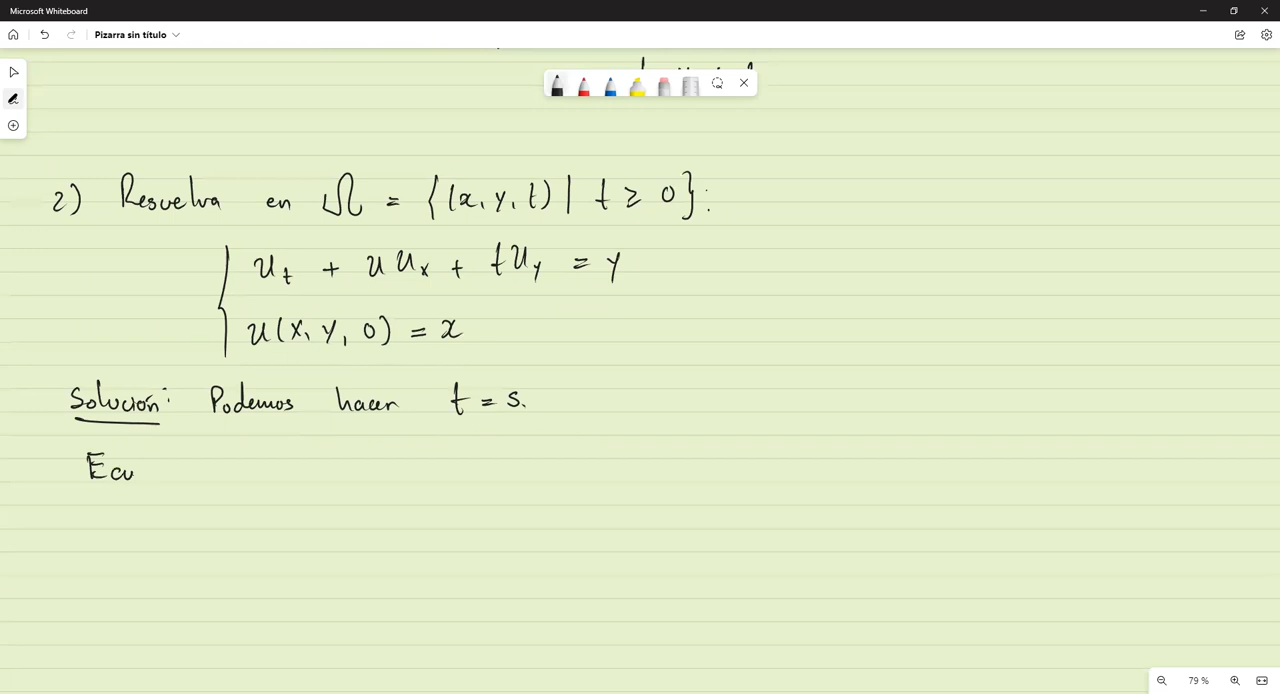 Microsoft Whiteboard
Pizarra sin título
2) Resuelva en Ω = {(x, y, t) | t ≥ 0}:
u_t + u u_x + t u_y = y
u(x, y, 0) = x
Solución: Podemos hacer t = s.
Ecu
79 %